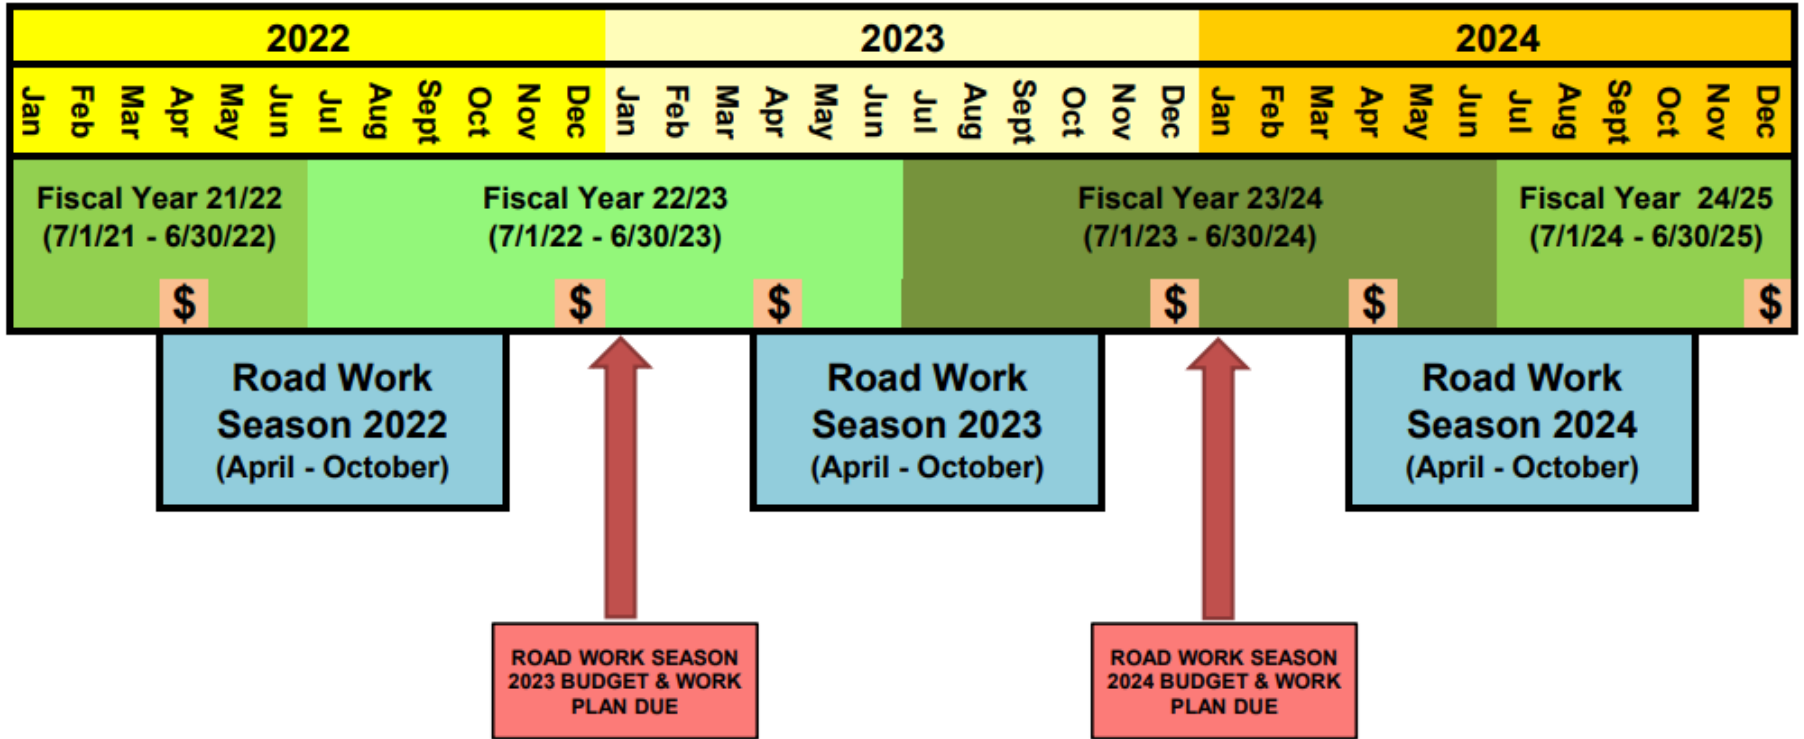 2022 2023 2024
Jan Feb Mar Apr May Jun Jul Aug Sept Oct Nov Dec Jan Feb Mar Apr May Jun Jul Aug Sept Oct Nov Dec Jan Feb Mar Apr May Jun Jul Aug Sept Oct Nov Dec
Fiscal Year 21/22
(7/1/21 - 6/30/22)
Fiscal Year 22/23
(7/1/22 - 6/30/23)
Fiscal Year 23/24
(7/1/23 - 6/30/24)
Fiscal Year 24/25
(7/1/24 - 6/30/25)
$ $ $ $ $ $
Road Work
Season 2022
(April - October)
Road Work
Season 2023
(April - October)
Road Work
Season 2024
(April - October)
ROAD WORK SEASON
2023 BUDGET & WORK
PLAN DUE
ROAD WORK SEASON
2024 BUDGET & WORK
PLAN DUE